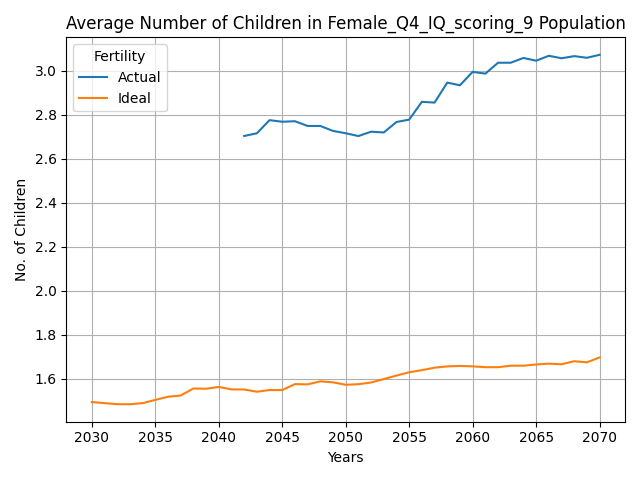 Average Number of Children in Female_Q4_IQ_scoring_9 Population
Fertility
Actual
Ideal
No. of Children
3.0
2.8
2.6
2.4
2.2
2.0
1.8
1.6
2030 2035 2040 2045 2050 2055 2060 2065 2070
Years